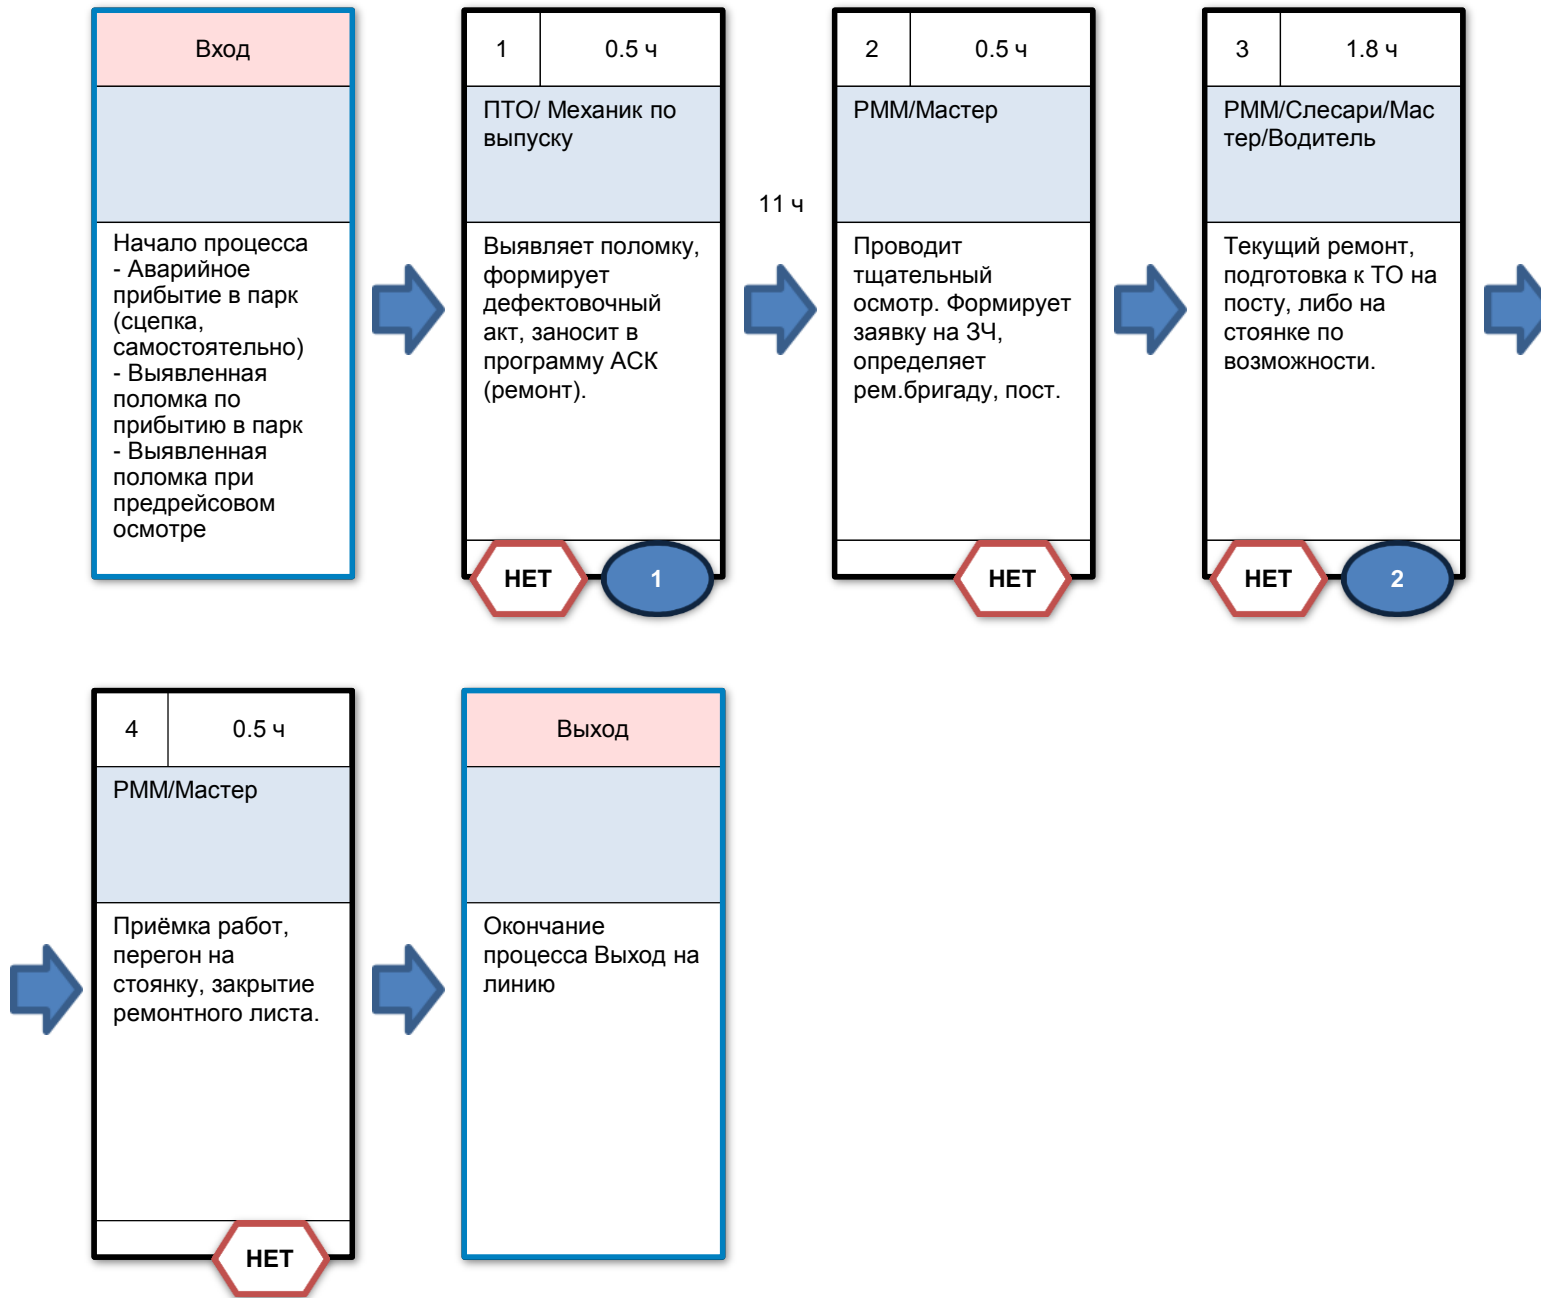 Вход
Начало процесса
- Аварийное
прибытие в парк
(сцепка,
самостоятельно)
- Выявленная
поломка по
прибытию в парк
- Выявленная
поломка при
предрейсовом
осмотре
1
0.5 ч
ПТО/ Механик по
выпуску
Выявляет поломку,
формирует
дефектовочный
акт, заносит в
программу АСК
(ремонт).
НЕТ
1
11 ч
2
0.5 ч
РММ/Мастер
Проводит
тщательный
осмотр. Формирует
заявку на ЗЧ,
определяет
рем.бригаду, пост.
НЕТ
3
1.8 ч
РММ/Слесари/Мас
тер/Водитель
Текущий ремонт,
подготовка к ТО на
посту, либо на
стоянке по
возможности.
НЕТ
2
4
0.5 ч
РММ/Мастер
Приёмка работ,
перегон на
стоянку, закрытие
ремонтного листа.
НЕТ
Выход
Окончание
процесса Выход на
линию